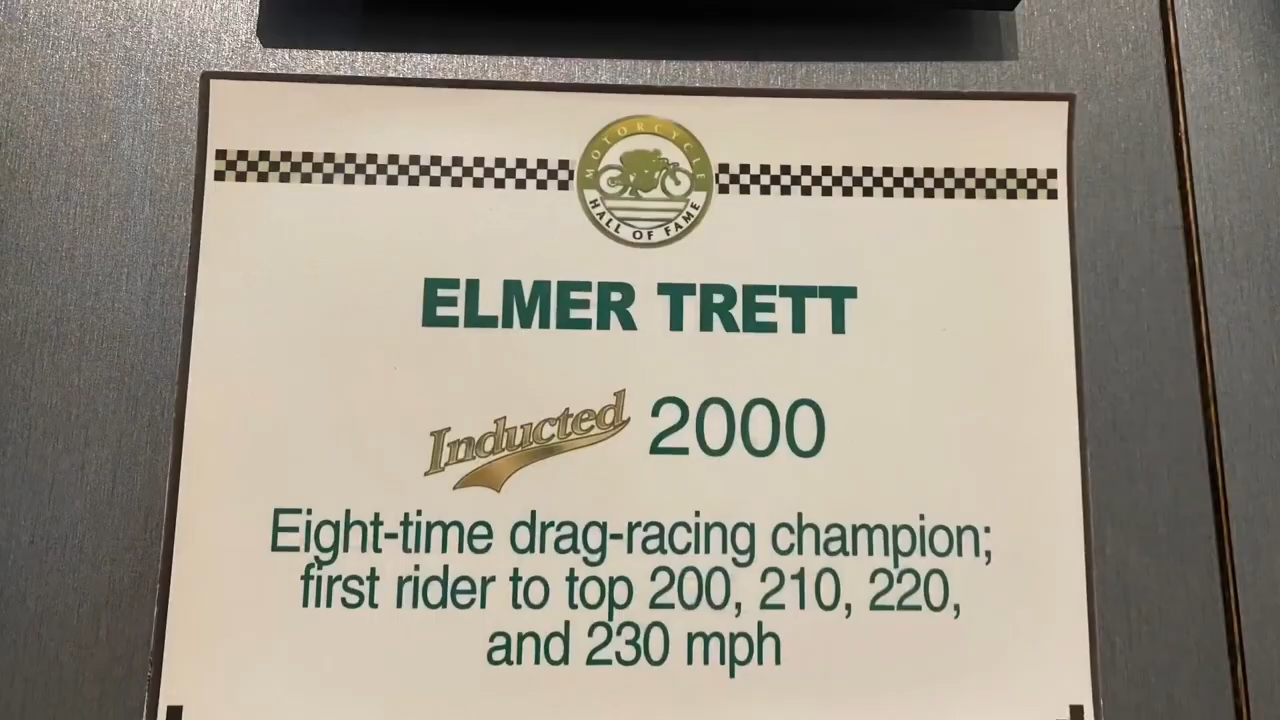 MOTORCYCLE
HALL OF FAME
ELMER TRETT
Inducted 2000
Eight-time drag-racing champion;
first rider to top 200, 210, 220,
and 230 mph